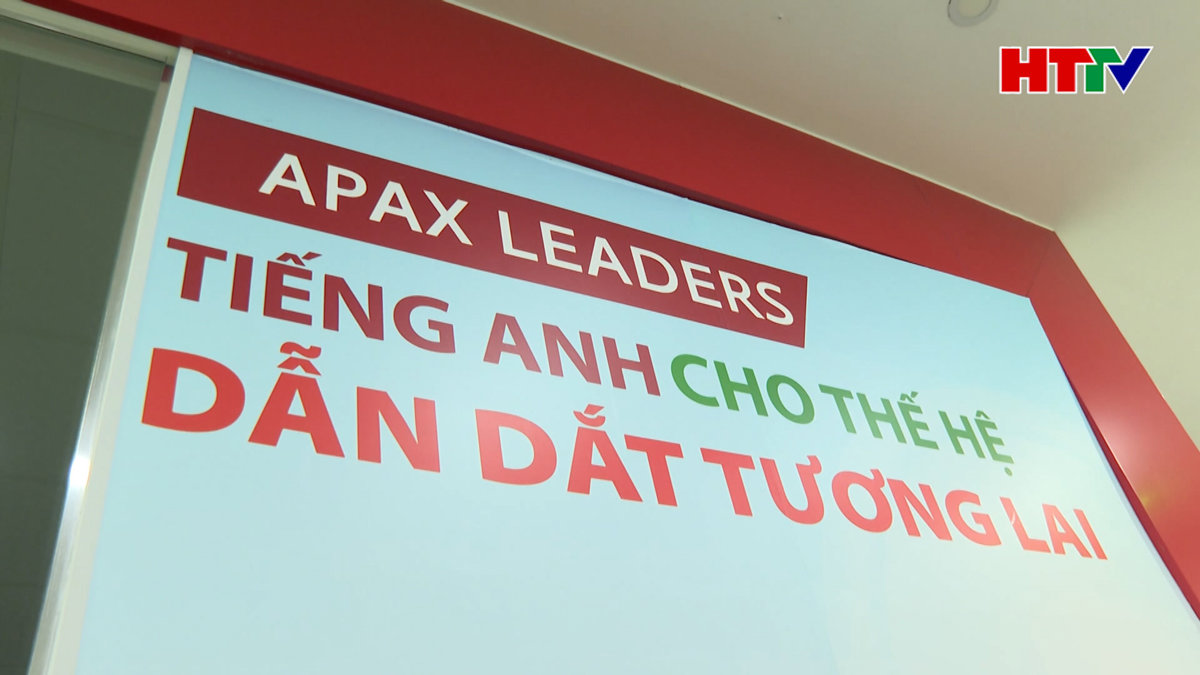 HTTV
APAX LEADERS
TIẾNG ANH CHO THẾ HỆ
DẪN DẮT TƯƠNG LAI